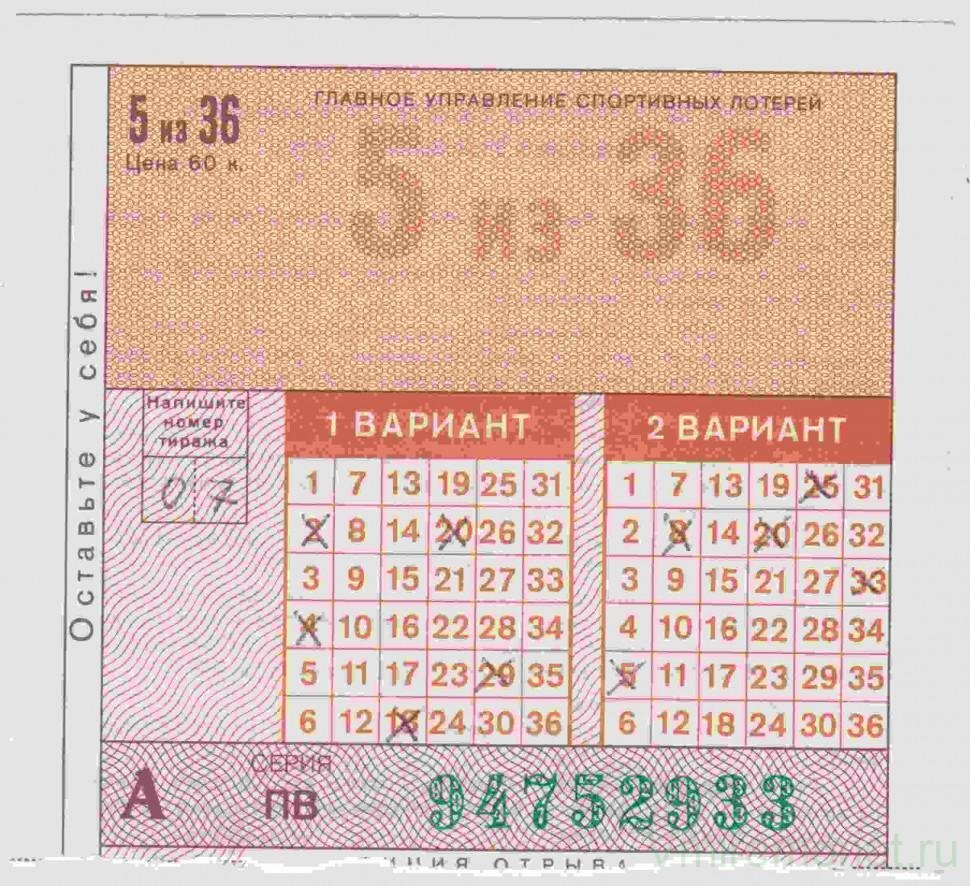 ГЛАВНОЕ УПРАВЛЕНИЕ СПОРТИВНЫХ ЛОТЕРЕЙ
5 из 36
Цена 60 к.
5 из 36
Оставьте у себя!
Напишите
номер
тиража
07
1 ВАРИАНТ
1 7 13 19 25 31
2 8 14 20 26 32
3 9 15 21 27 33
4 10 16 22 28 34
5 11 17 23 29 35
6 12 18 24 30 36
2 ВАРИАНТ
1 7 13 19 25 31
2 8 14 20 26 32
3 9 15 21 27 33
4 10 16 22 28 34
5 11 17 23 29 35
6 12 18 24 30 36
А
СЕРИЯ
ПВ
94752933
ЛИНИЯ ОТРЫВА